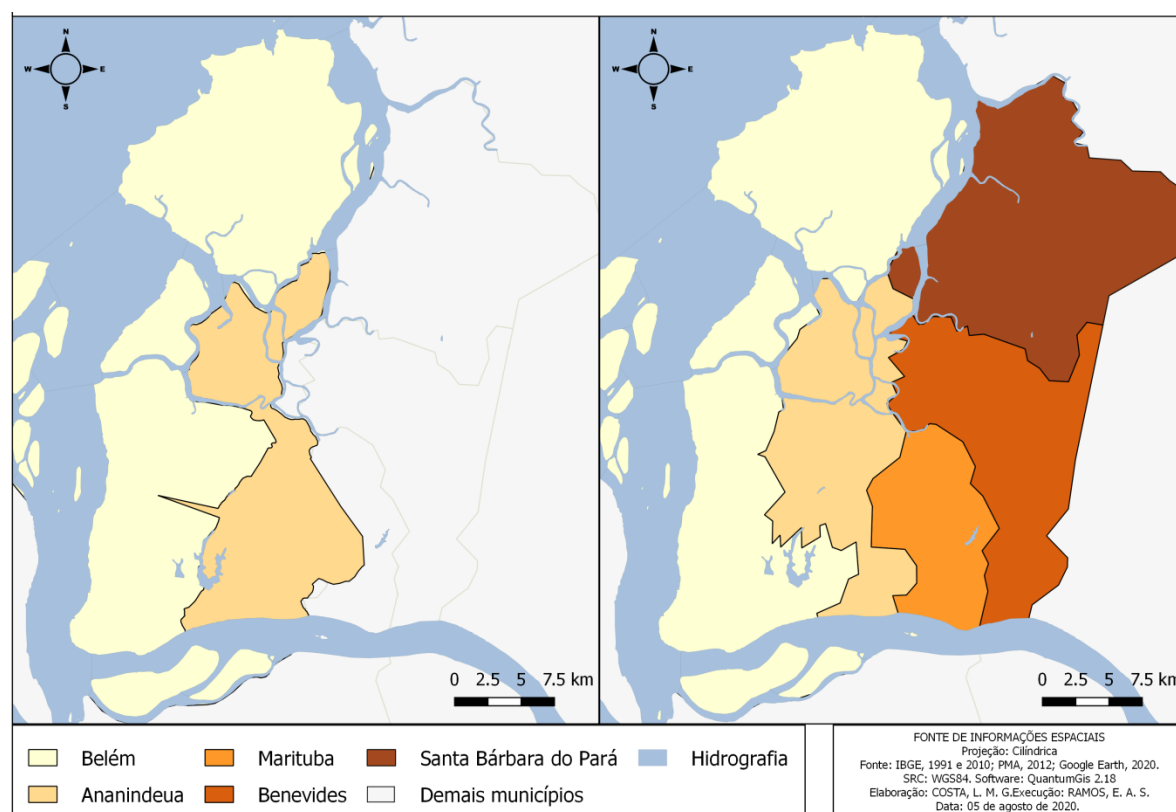 N
W E
S
0 2.5 5 7.5 km
N
W E
S
0 2.5 5 7.5 km
Belém
Marituba
Santa Bárbara do Pará
Hidrografia
Ananindeua
Benevides
Demais municípios
FONTE DE INFORMAÇÕES ESPACIAIS
Projeção: Cilíndrica
Fonte: IBGE, 1991 e 2010; PMA, 2012; Google Earth, 2020.
SRC: WGS84. Software: QuantumGis 2.18
Elaboração: COSTA, L. M. G.Execução: RAMOS, E. A. S.
Data: 05 de agosto de 2020.